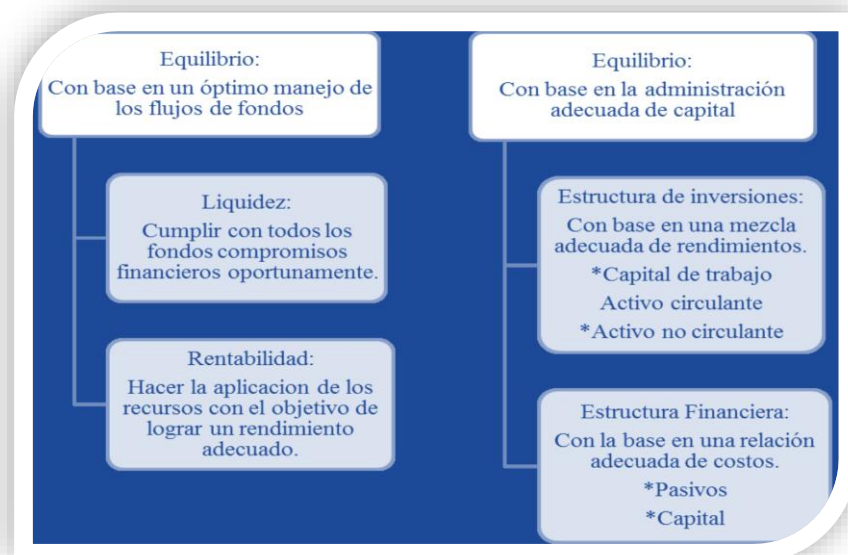 Equilibrio:
Con base en un óptimo manejo de
los flujos de fondos
Liquidez:
Cumplir con todos los
fondos compromisos
financieros oportunamente.
Rentabilidad:
Hacer la aplicacion de los
recursos con el objetivo de
lograr un rendimiento
adecuado.
Equilibrio:
Con base en la administración
adecuada de capital
Estructura de inversiones:
Con base en una mezcla
adecuada de rendimientos.
*Capital de trabajo
Activo circulante
*Activo no circulante
Estructura Financiera:
Con la base en una relación
adecuada de costos.
*Pasivos
*Capital